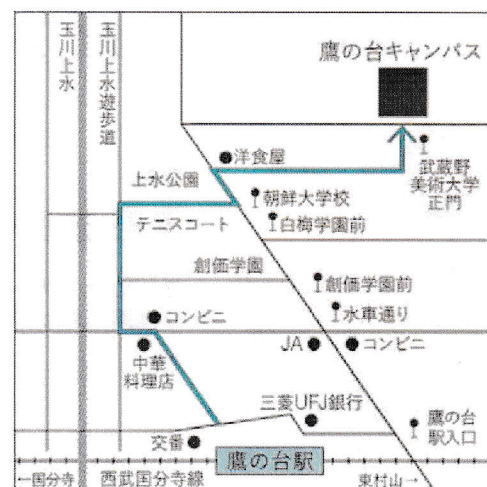 玉川上水
玉川上水遊歩道
鷹の台キャンパス
洋食屋
武蔵野
美術大学
正門
上水公園
朝鮮大学校
テニスコート
白梅学園前
創価学園
創価学園前
コンビニ
水車通り
中華
料理店
JA
コンビニ
三菱UFJ銀行
鷹の台
駅入口
交番
鷹の台駅
←国分寺
西武国分寺線
東村山→